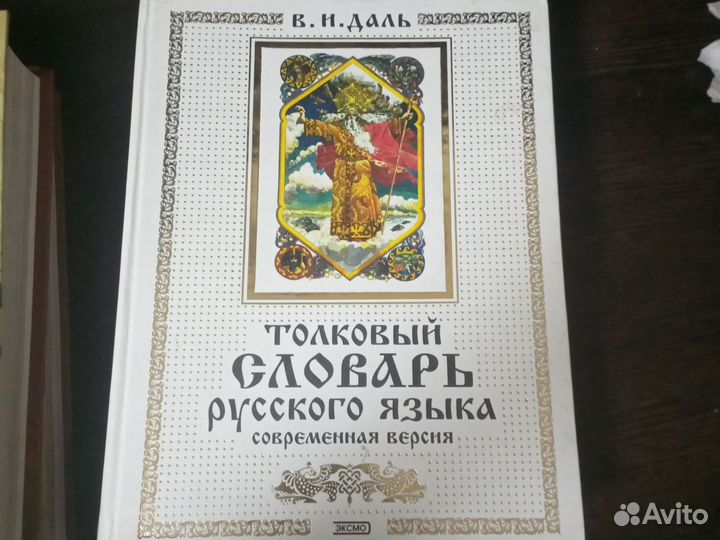 В. И. ДАЛЬ
ТОЛКОВЫЙ
СЛОВАРЬ
РУССКОГО ЯЗЫКА
СОВРЕМЕННАЯ ВЕРСИЯ
ЭКСМО
Avito